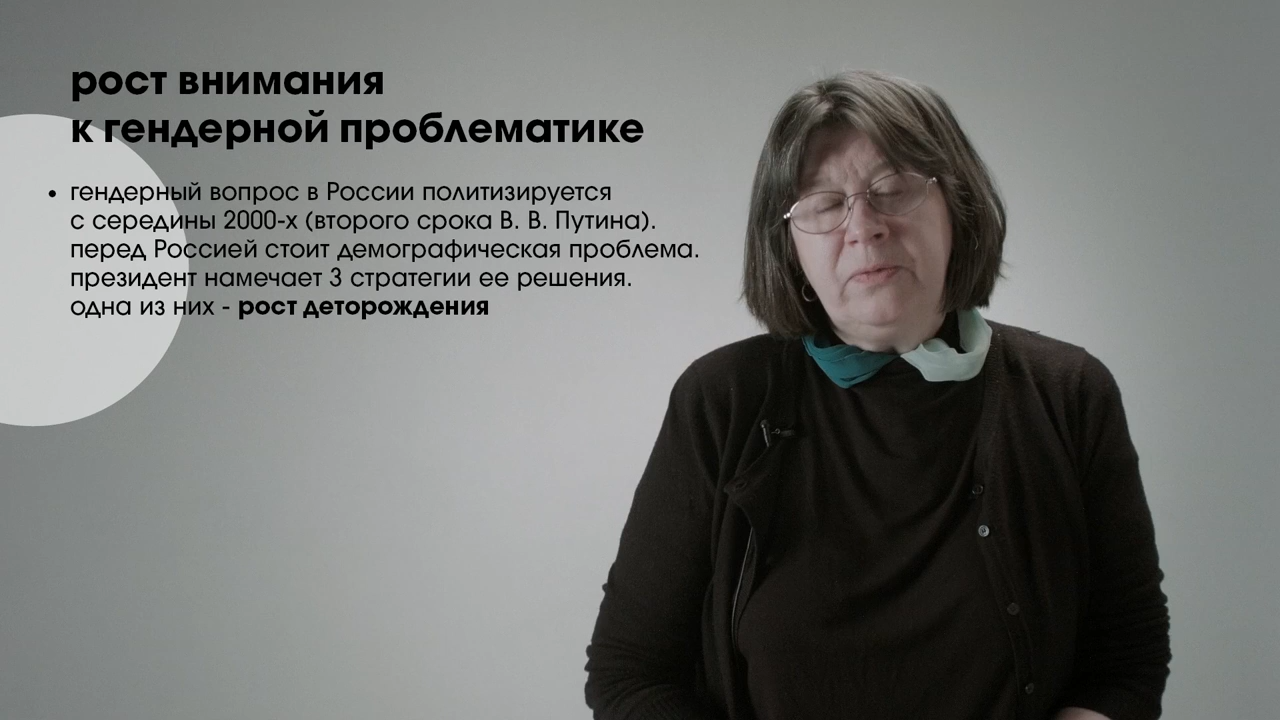 рост внимания
к гендерной проблематике
• гендерный вопрос в России политизируется
с середины 2000-х (второго срока В. В. Путина).
перед Россией стоит демографическая проблема.
президент намечает 3 стратегии ее решения.
одна из них - рост деторождения